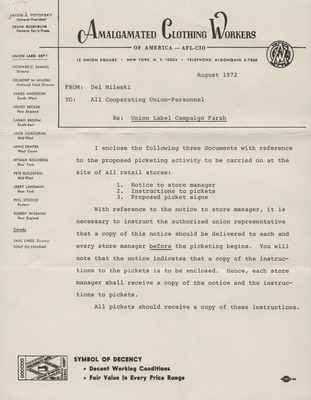 JACOB S. POTOFSKY
General President
FRANK ROSENBLUM
General Sec'y-Treas.
AMALGAMATED CLOTHING WORKERS
OF AMERICA — AFL-CIO
15 UNION SQUARE • NEW YORK, N. Y. 10003 • TELEPHONE: ALGONQUIN 5-7800
UNION LABEL DEP'T
HOWARD D. SAMUEL
Director
DELMONT M. MILESKI
National Field Director
JAMES ANDERSON
South-West
HENRY BECKER
New England
SARAH BROOM
South-East
JACK CORCORAN
Mid-West
ANNE DRAPER
West Coast
HYMAN GOLDBERG
New York
PETE GOLDSTEIN
Mid-West
JERRY LANDMAN
New York
PHIL STOCCO
Eastern
ROBERT WIZEMAN
New England
Canada
SAUL LINDS, Director
August 1972
FROM: Del Mileski
TO: All Cooperating Union-Personnel
Re: Union Label Campaign Farah
I enclose the following three documents with reference
to the proposed picketing activity to be carried on at the
site of all retail stores:
1. Notice to store manager
2. Instructions to pickets
3. Proposed picket signs
With reference to the notice to store manager, it is
necessary to instruct the authorized union representative
that a copy of this notice should be delivered to each and
every store manager before the picketing begins. You will
note that the notice indicates that a copy of the instruc-
tions to the pickets is to be enclosed. Hence, each store
manager shall receive a copy of the notice and the instruc-
tions to pickets.
All pickets should receive a copy of these instructions.
SYMBOL OF DECENCY
• Decent Working Conditions
• Fair Value In Every Price Range